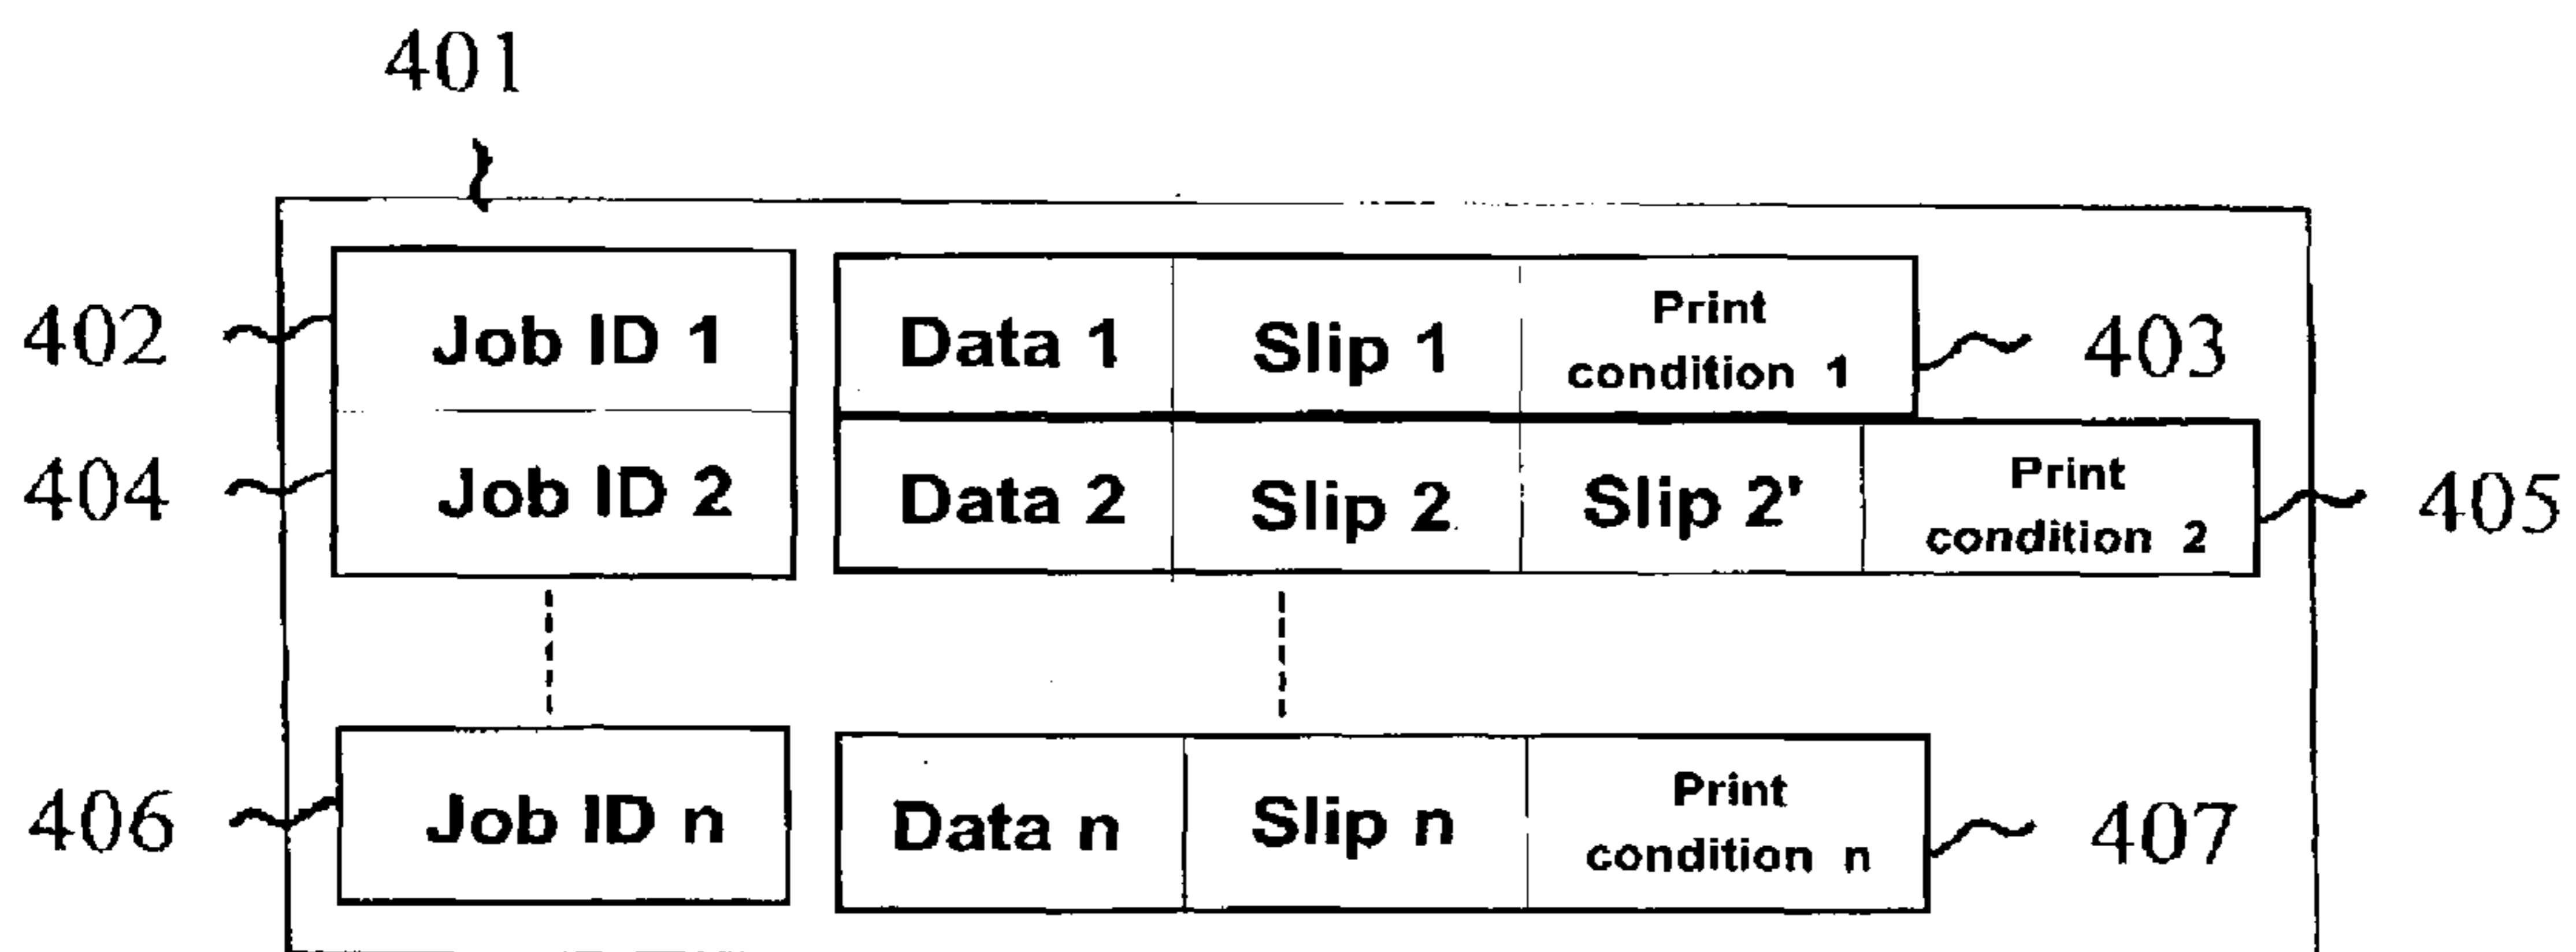 401
402 Job ID 1 Data 1 Slip 1 Print condition 1 403
404 Job ID 2 Data 2 Slip 2 Slip 2' Print condition 2 405
406 Job ID n Data n Slip n Print condition n 407